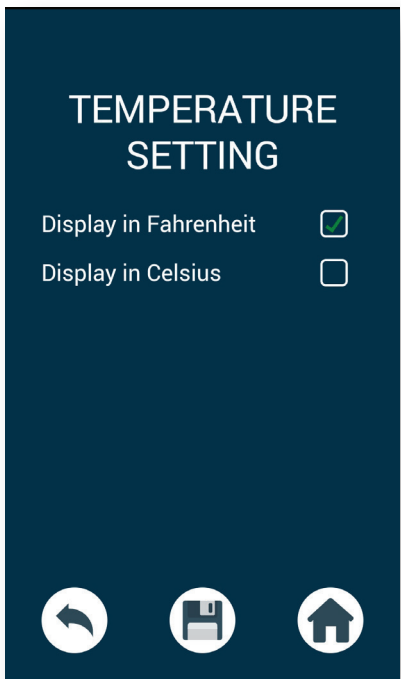 TEMPERATURE
SETTING
Display in Fahrenheit
Display in Celsius